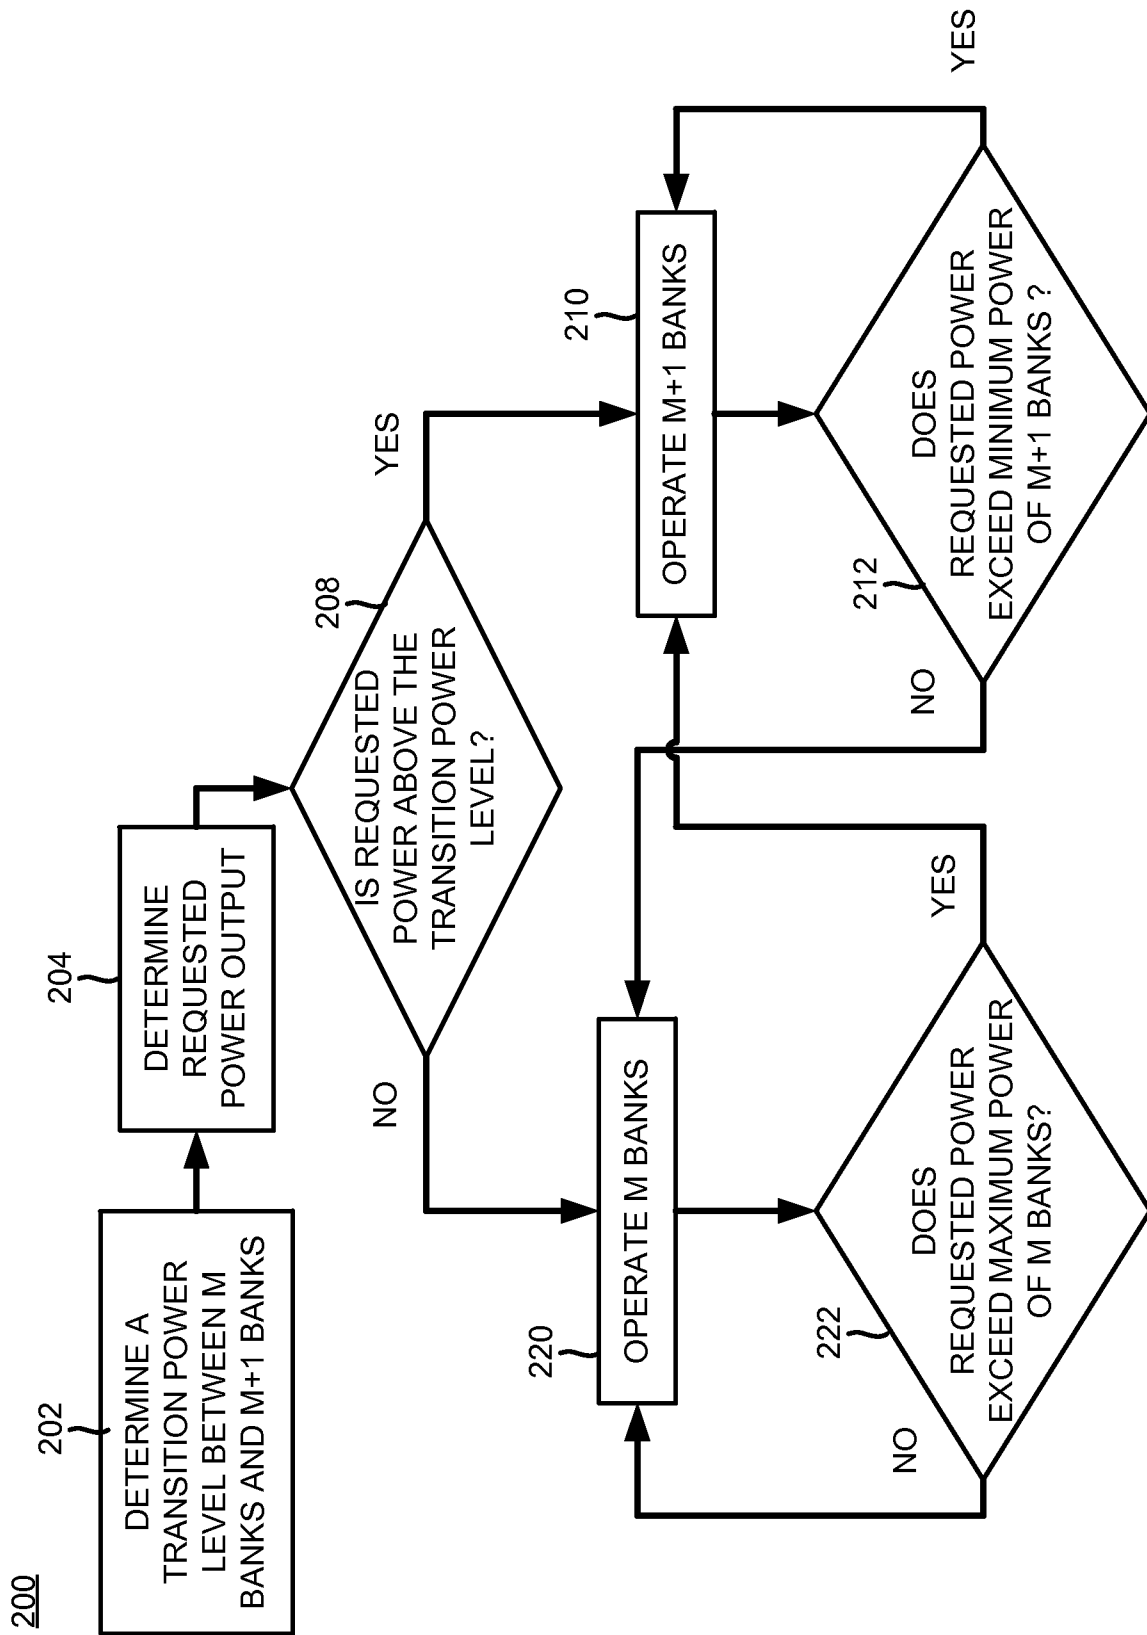 200
202
DETERMINE A
TRANSITION POWER
LEVEL BETWEEN M
BANKS AND M+1 BANKS
204
DETERMINE
REQUESTED
POWER OUTPUT
208
IS REQUESTED
POWER ABOVE THE
TRANSITION POWER
LEVEL?
NO
YES
220
OPERATE M BANKS
210
OPERATE M+1 BANKS
222
DOES
REQUESTED POWER
EXCEED MAXIMUM POWER
OF M BANKS?
NO
YES
212
DOES
REQUESTED POWER
EXCEED MINIMUM POWER
OF M+1 BANKS ?
NO
YES